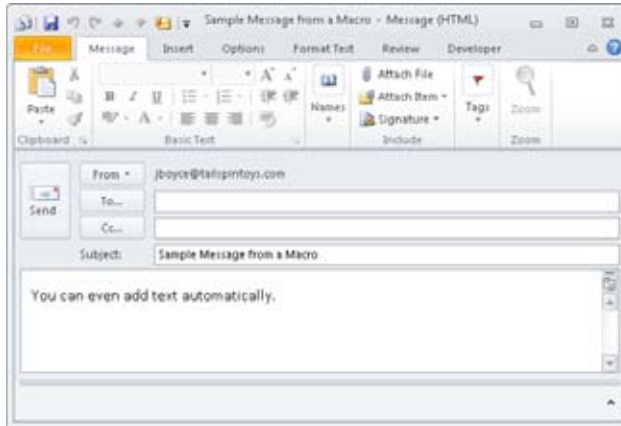 Sample Message from a Macro - Message (HTML)
File Message Insert Options Format Text Review Developer
Paste
Clipboard
B I U
Basic Text
Names
Attach File
Attach Item
Signature
Include
Tags
Zoom
Zoom
Send
From jboyce@tailspintoys.com
To...
Cc...
Subject: Sample Message from a Macro
You can even add text automatically.